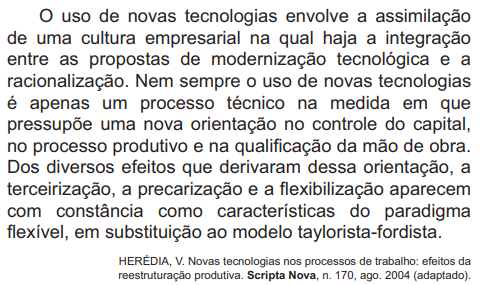 O uso de novas tecnologias envolve a assimilação
de uma cultura empresarial na qual haja a integração
entre as propostas de modernização tecnológica e a
racionalização. Nem sempre o uso de novas tecnologias
é apenas um processo técnico na medida em que
pressupõe uma nova orientação no controle do capital,
no processo produtivo e na qualificação da mão de obra.
Dos diversos efeitos que derivaram dessa orientação, a
terceirização, a precarização e a flexibilização aparecem
com constância como características do paradigma
flexível, em substituição ao modelo taylorista-fordista.
HERÉDIA, V. Novas tecnologias nos processos de trabalho: efeitos da
reestruturação produtiva. Scripta Nova, n. 170, ago. 2004 (adaptado).